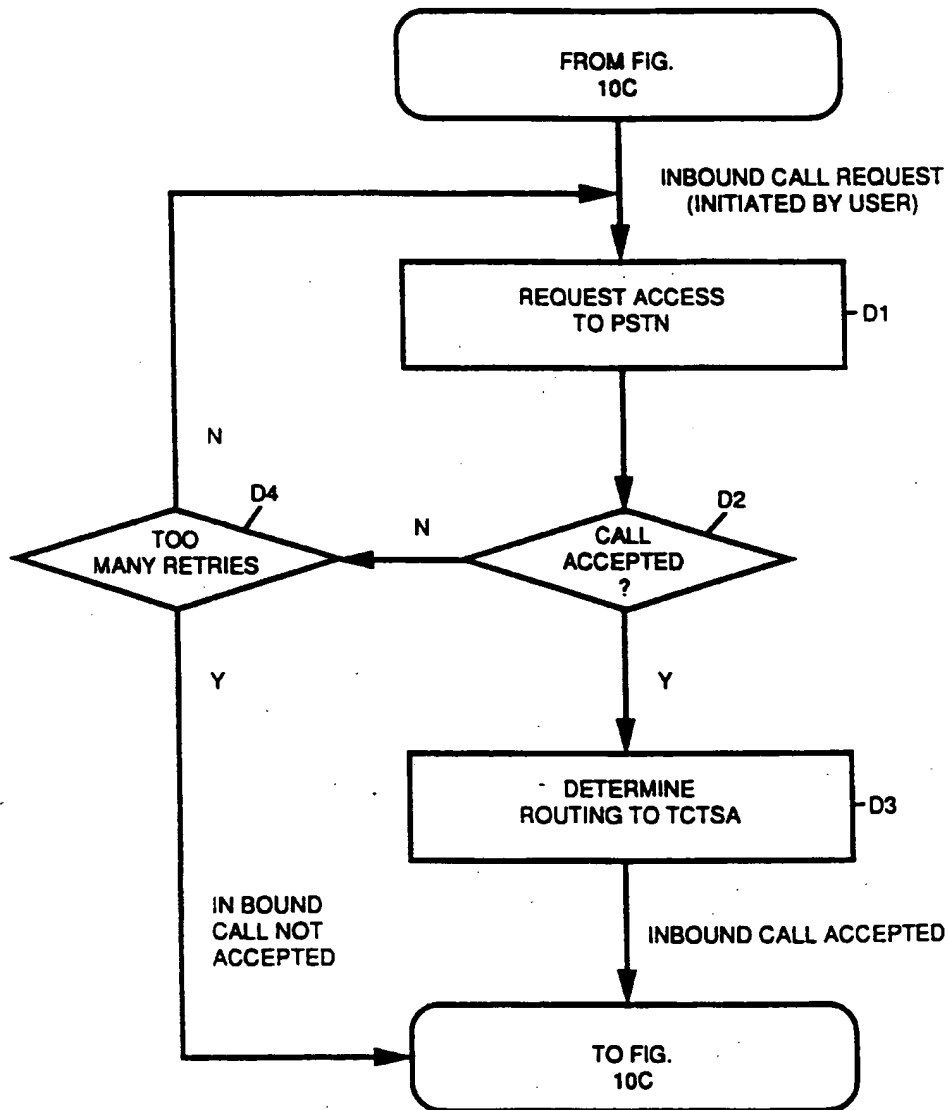 FROM FIG.
10C
INBOUND CALL REQUEST
(INITIATED BY USER)
REQUEST ACCESS
TO PSTN
D1
N
D4
TOO
MANY RETRIES
N
D2
CALL
ACCEPTED
?
Y
Y
DETERMINE
ROUTING TO TCTSA
D3
IN BOUND
CALL NOT
ACCEPTED
INBOUND CALL ACCEPTED
TO FIG.
10C